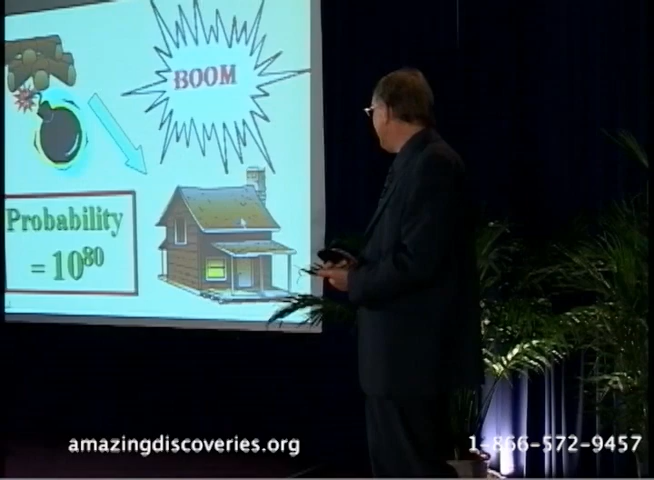 BOOM
Probability
= 10⁸⁰
amazingdiscoveries.org
1-866-572-9457